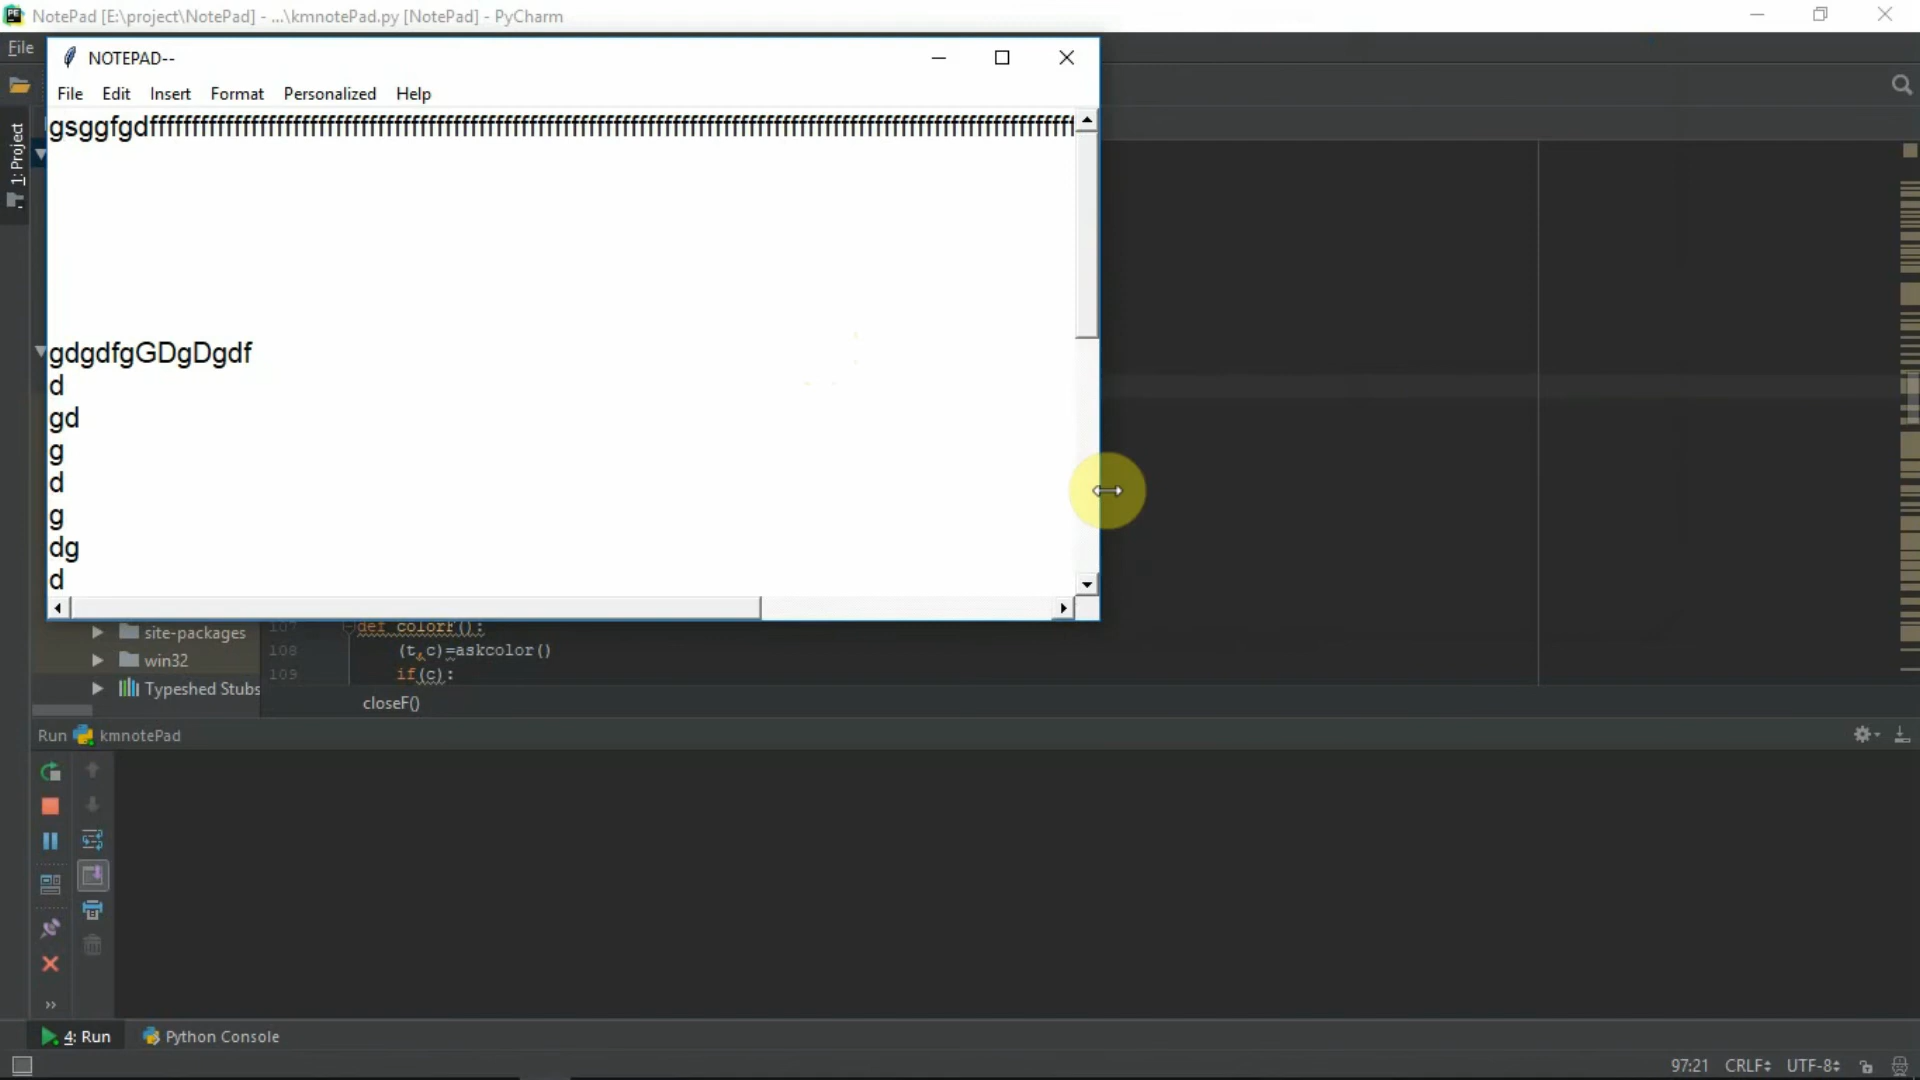 NotePad [E:\project\NotePad] - ...\kmnotePad.py [NotePad] - PyCharm
File
NOTEPAD--
File Edit Insert Format Personalized Help
1: Project
gdgdfgGDgDgdf
d
gd
g
d
g
dg
d
site-packages
win32
Typeshed Stubs
107 def colorF():
108 (t,c)=askcolor()
109 if(c):
closeF()
Run kmnotePad
4: Run Python Console
97:21 CRLF UTF-8